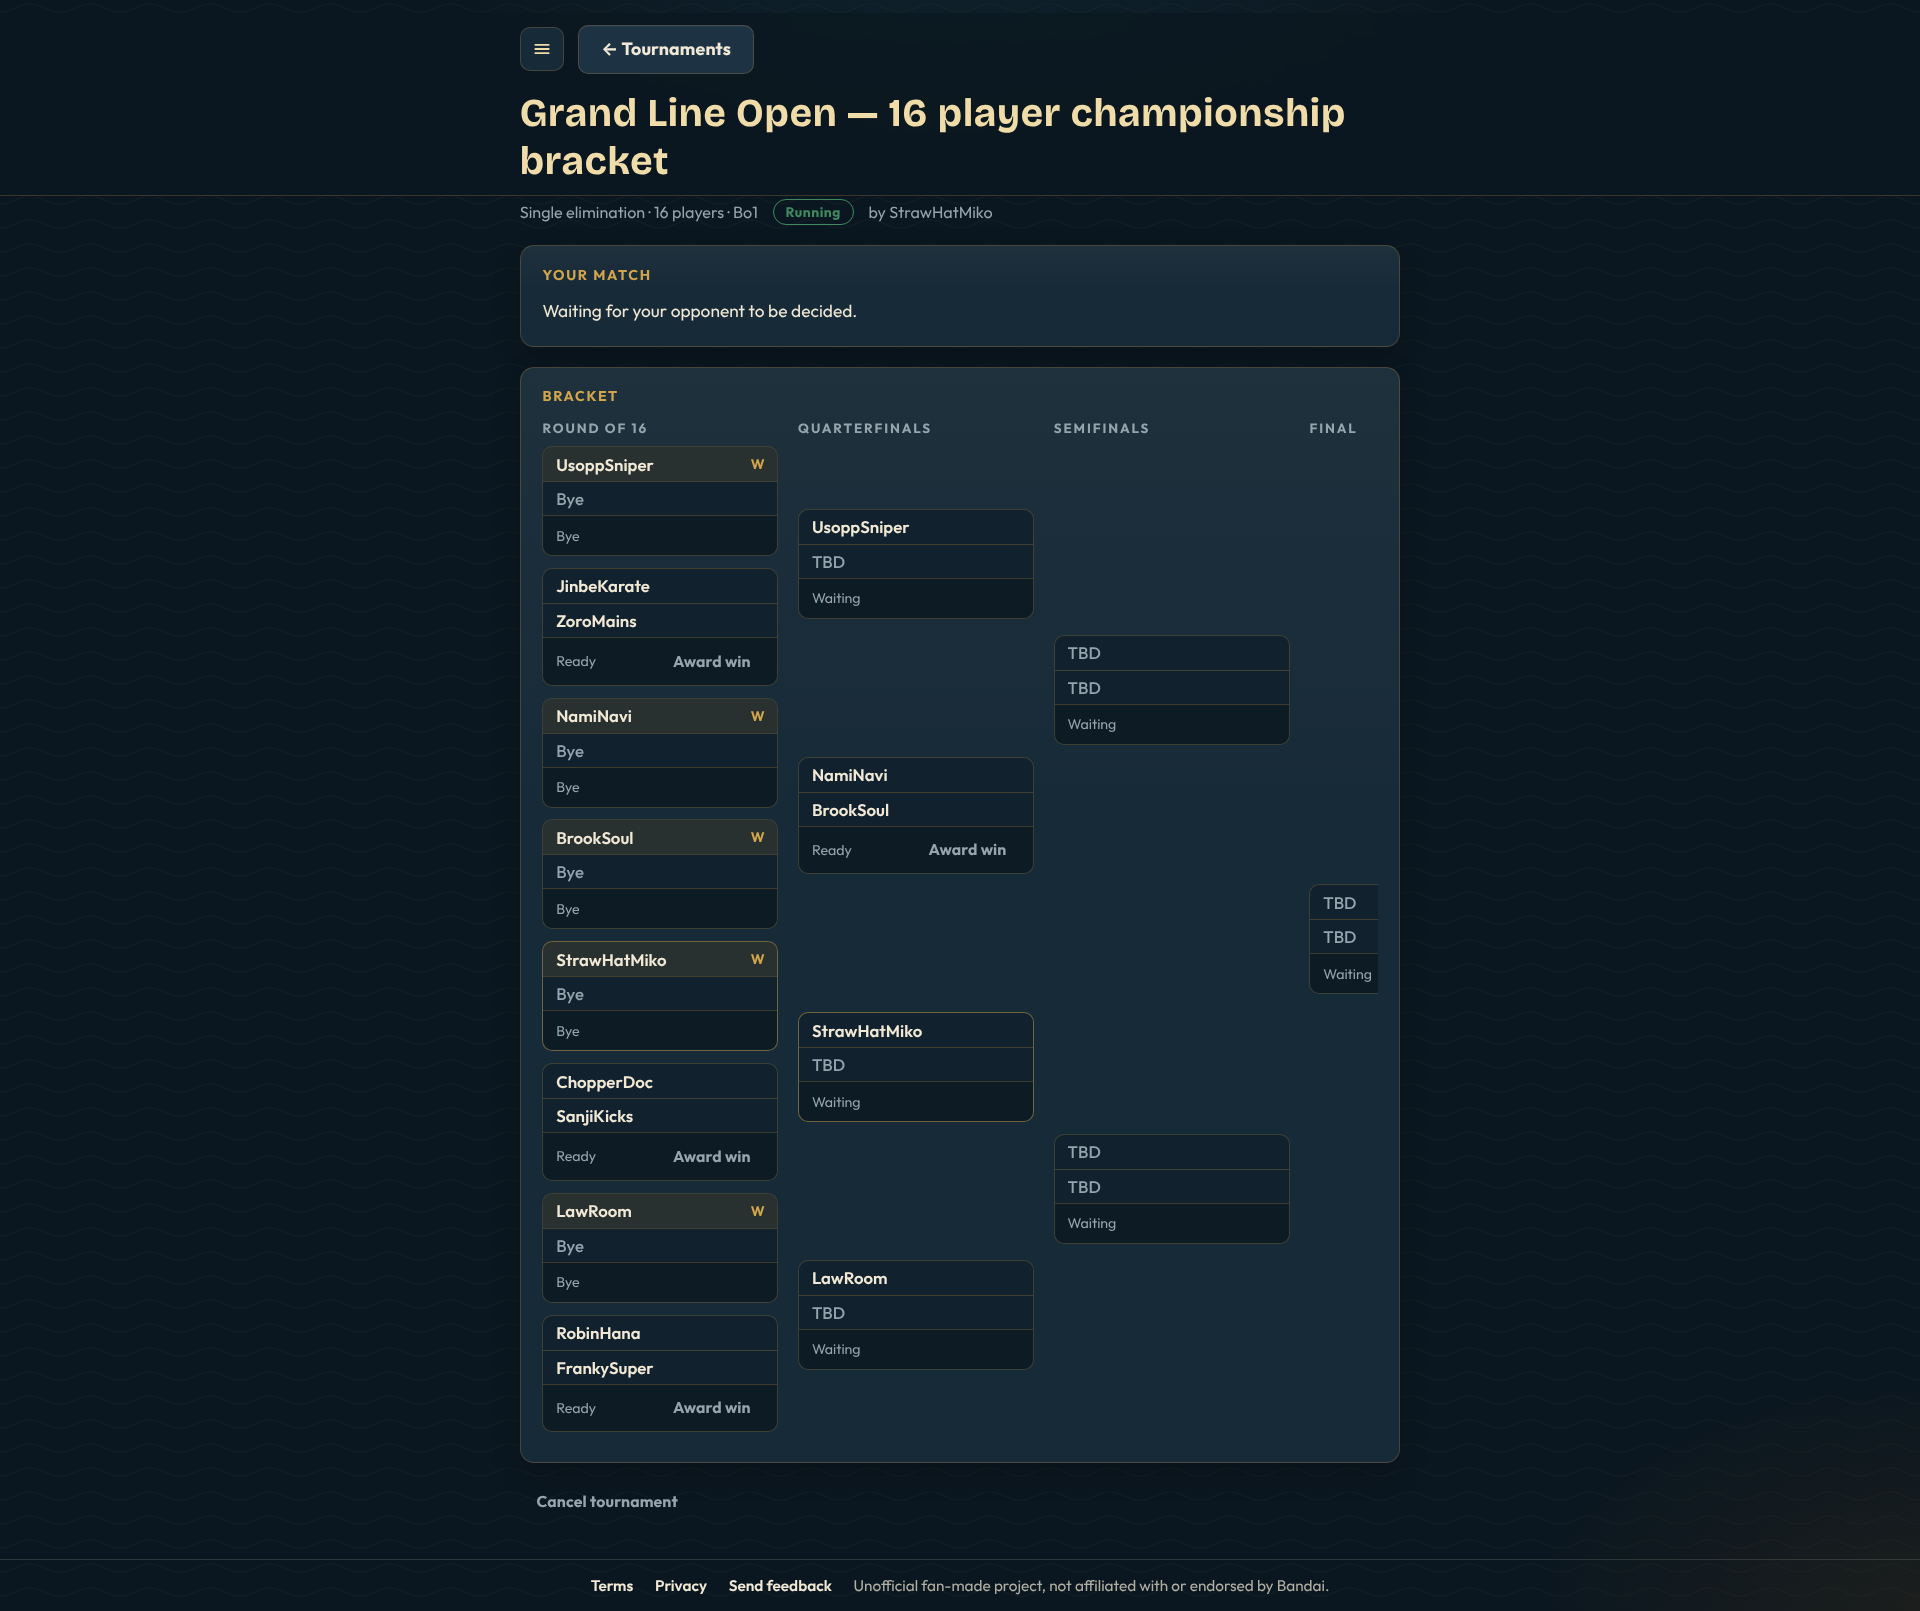 ← Tournaments
Grand Line Open — 16 player championship
bracket
Single elimination · 16 players · Bo1 Running by StrawHatMiko
YOUR MATCH
Waiting for your opponent to be decided.
BRACKET
ROUND OF 16
UsoppSniper W
Bye
Bye
JinbeKarate
ZoroMains
Ready Award win
NamiNavi W
Bye
Bye
BrookSoul W
Bye
Bye
StrawHatMiko W
Bye
Bye
ChopperDoc
SanjiKicks
Ready Award win
LawRoom W
Bye
Bye
RobinHana
FrankySuper
Ready Award win
QUARTERFINALS
UsoppSniper
TBD
Waiting
NamiNavi
BrookSoul
Ready Award win
StrawHatMiko
TBD
Waiting
LawRoom
TBD
Waiting
SEMIFINALS
TBD
TBD
Waiting
TBD
TBD
Waiting
FINAL
TBD
TBD
Waiting
Cancel tournament
Terms Privacy Send feedback Unofficial fan-made project, not affiliated with or endorsed by Bandai.